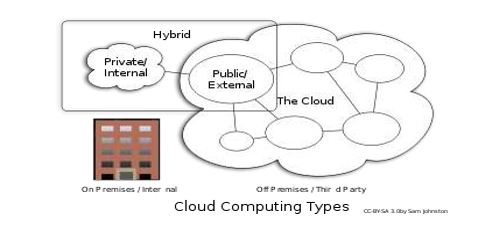 Hybrid
Private/
Internal
Public/
External
The Cloud
On Premises / Internal
Off Premises / Third Party
Cloud Computing Types
CC-BY-SA 3.0 by Sam Johnston